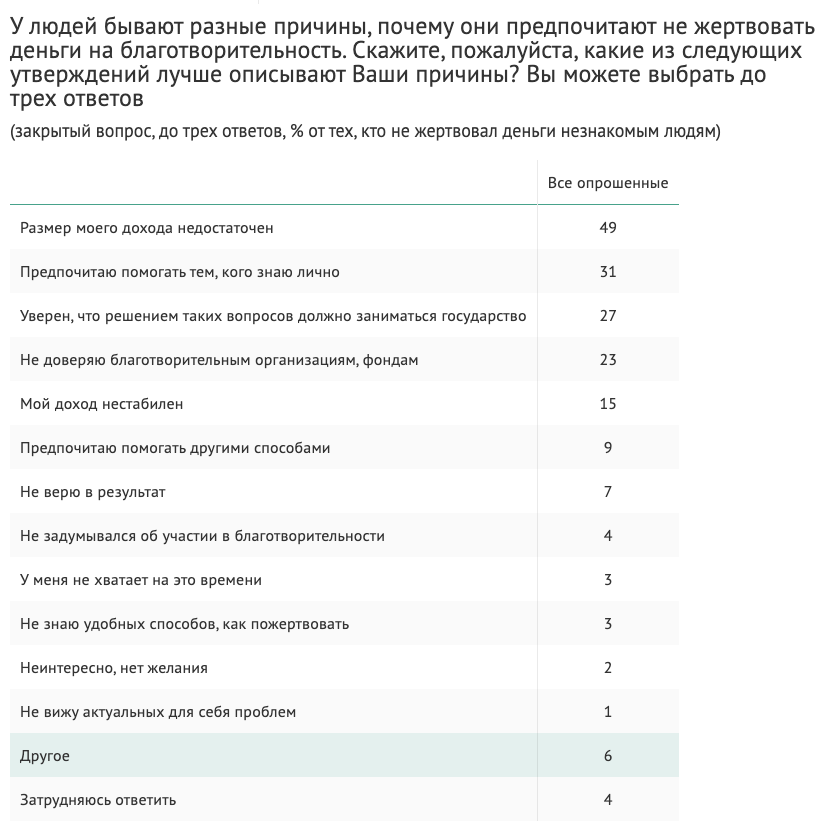 У людей бывают разные причины, почему они предпочитают не жертвовать
деньги на благотворительность. Скажите, пожалуйста, какие из следующих
утверждений лучше описывают Ваши причины? Вы можете выбрать до
трех ответов
(закрытый вопрос, до трех ответов, % от тех, кто не жертвовал деньги незнакомым людям)
Все опрошенные
Размер моего дохода недостаточен 49
Предпочитаю помогать тем, кого знаю лично 31
Уверен, что решением таких вопросов должно заниматься государство 27
Не доверяю благотворительным организациям, фондам 23
Мой доход нестабилен 15
Предпочитаю помогать другими способами 9
Не верю в результат 7
Не задумывался об участии в благотворительности 4
У меня не хватает на это времени 3
Не знаю удобных способов, как пожертвовать 3
Неинтересно, нет желания 2
Не вижу актуальных для себя проблем 1
Другое 6
Затрудняюсь ответить 4